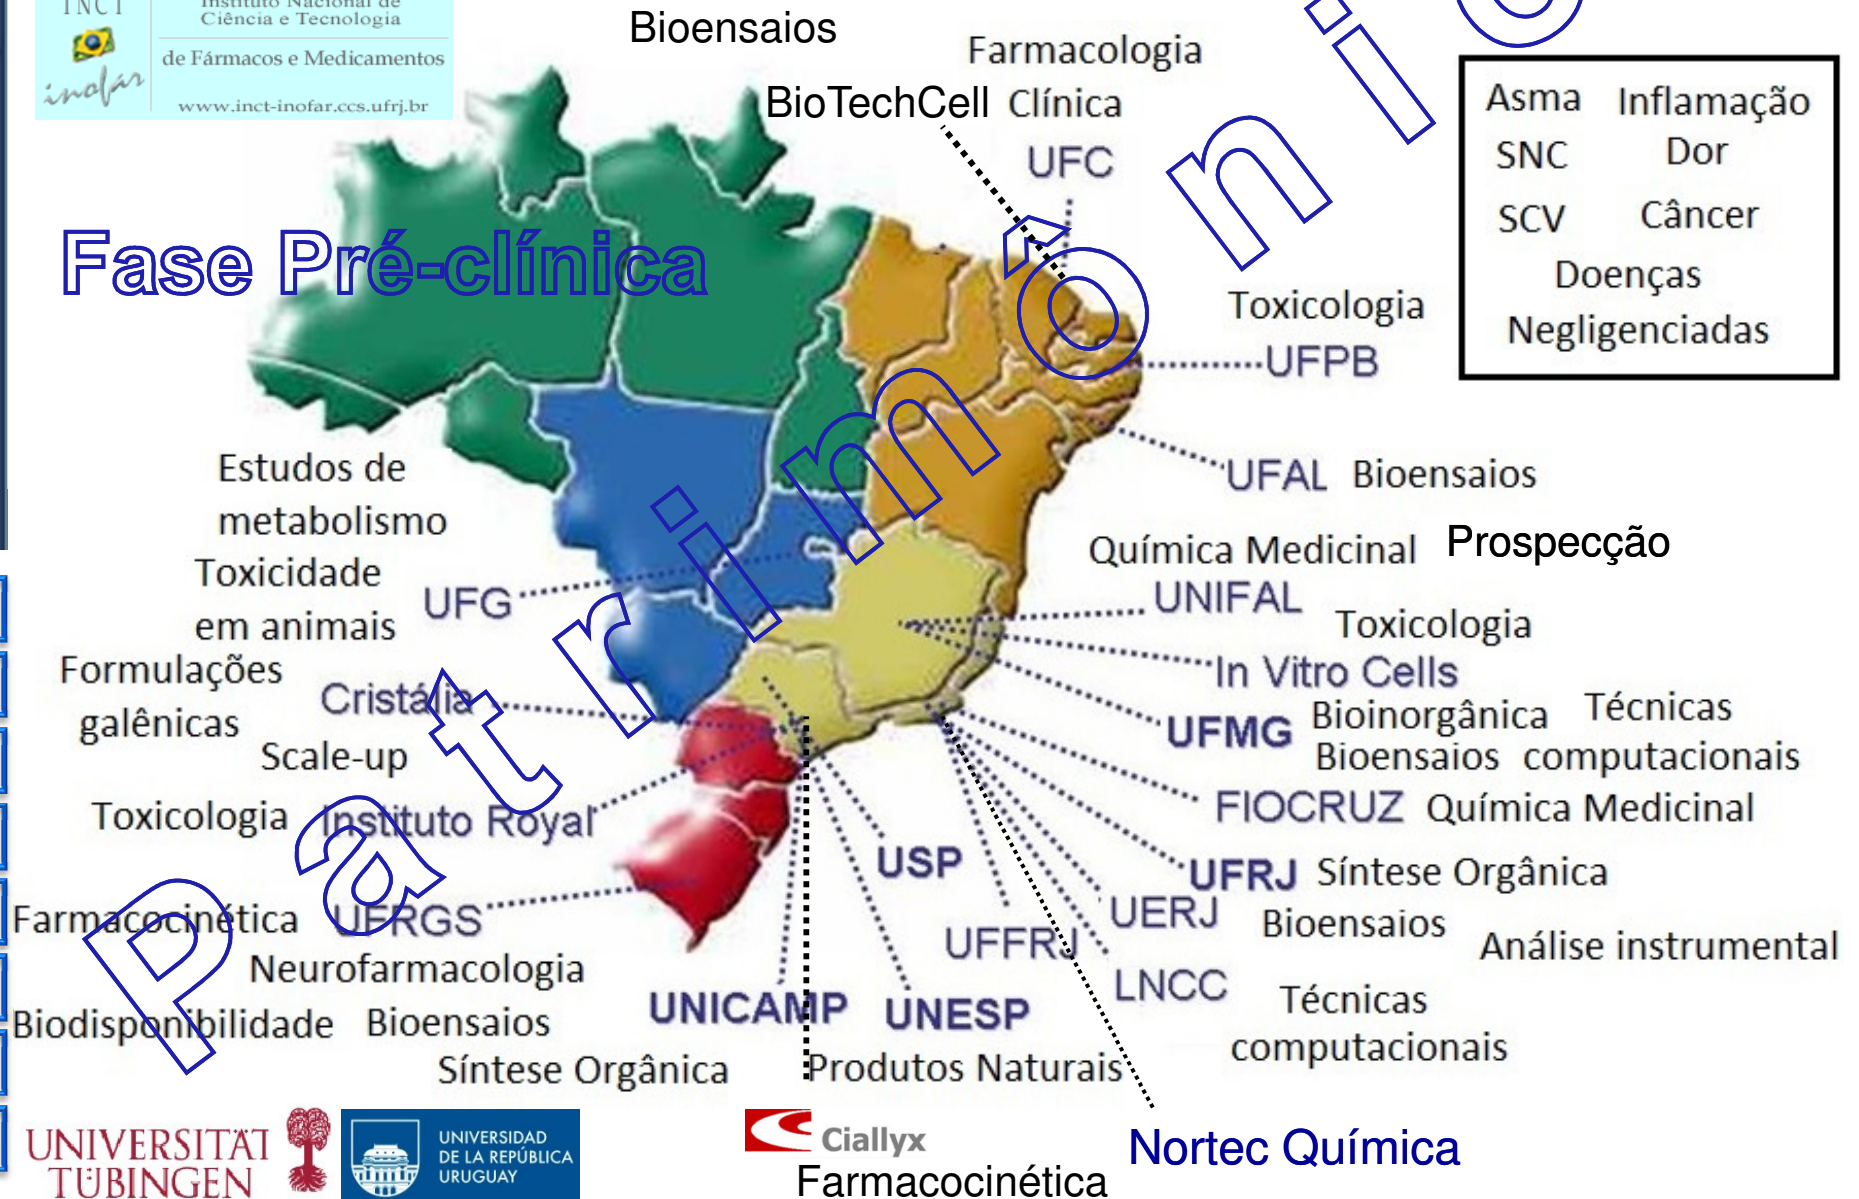 INCT
Instituto Nacional de
Ciência e Tecnologia
de Fármacos e Medicamentos
inofar
www.inct-inofar.ccs.ufrj.br
Bioensaios
Farmacologia
BioTechCell Clínica
UFC
Asma Inflamação
SNC Dor
SCV Câncer
Doenças
Negligenciadas
Fase Pré-clínica
Patrimônio
Toxicologia
UFPB
UFAL Bioensaios
Estudos de
metabolismo
Toxicidade
em animais
UFG
Química Medicinal Prospecção
UNIFAL
Toxicologia
In Vitro Cells
Formulações
galênicas
Cristália
Scale-up
UFMG Bioinorgânica Técnicas
Bioensaios computacionais
Toxicologia Instituto Royal
FIOCRUZ Química Medicinal
USP
UFRJ Síntese Orgânica
UERJ Bioensaios
Análise instrumental
Farmacocinética UFRGS
UFFRJ
Neurofarmacologia
LNCC Técnicas
computacionais
Biodisponibilidade Bioensaios
UNICAMP UNESP
Síntese Orgânica Produtos Naturais
UNIVERSITÄT
TÜBINGEN
UNIVERSIDAD
DE LA REPÚBLICA
URUGUAY
Ciallyx
Farmacocinética
Nortec Química